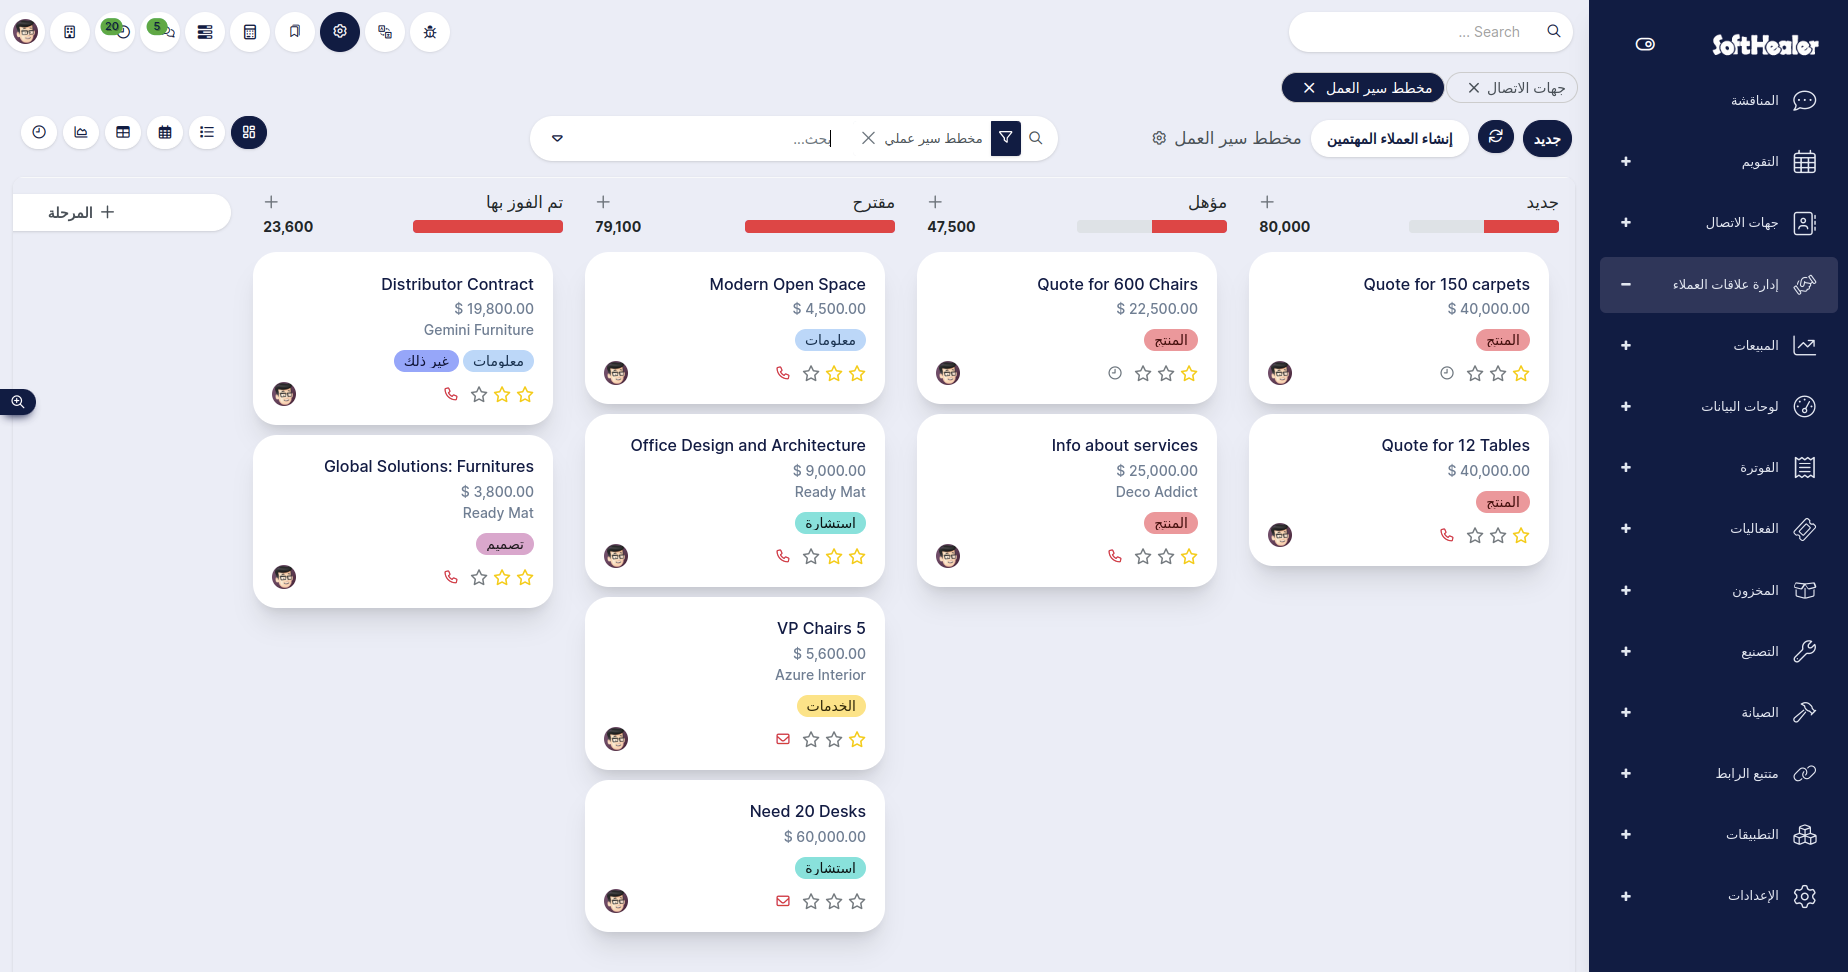 SoftHealer
المناقشة
التقويم
جهات الاتصال
إدارة علاقات العملاء
المبيعات
لوحات البيانات
الفوترة
الفعاليات
المخزون
التصنيع
الصيانة
متتبع الرابط
التطبيقات
الإعدادات
Search ...
5
20
جهات الاتصال
مخطط سير العمل
جديد
إنشاء العملاء المهتمين
مخطط سير العمل
مخطط سير عملي
بحث...
جديد
80,000
Quote for 150 carpets
$ 40,000.00
المنتج
Quote for 12 Tables
$ 40,000.00
المنتج
مؤهل
47,500
Quote for 600 Chairs
$ 22,500.00
المنتج
Info about services
$ 25,000.00
Deco Addict
المنتج
مقترح
79,100
Modern Open Space
$ 4,500.00
معلومات
Office Design and Architecture
$ 9,000.00
Ready Mat
استشارة
VP Chairs 5
$ 5,600.00
Azure Interior
الخدمات
Need 20 Desks
$ 60,000.00
استشارة
تم الفوز بها
23,600
Distributor Contract
$ 19,800.00
Gemini Furniture
معلومات
غير ذلك
Global Solutions: Furnitures
$ 3,800.00
Ready Mat
تصميم
المرحلة